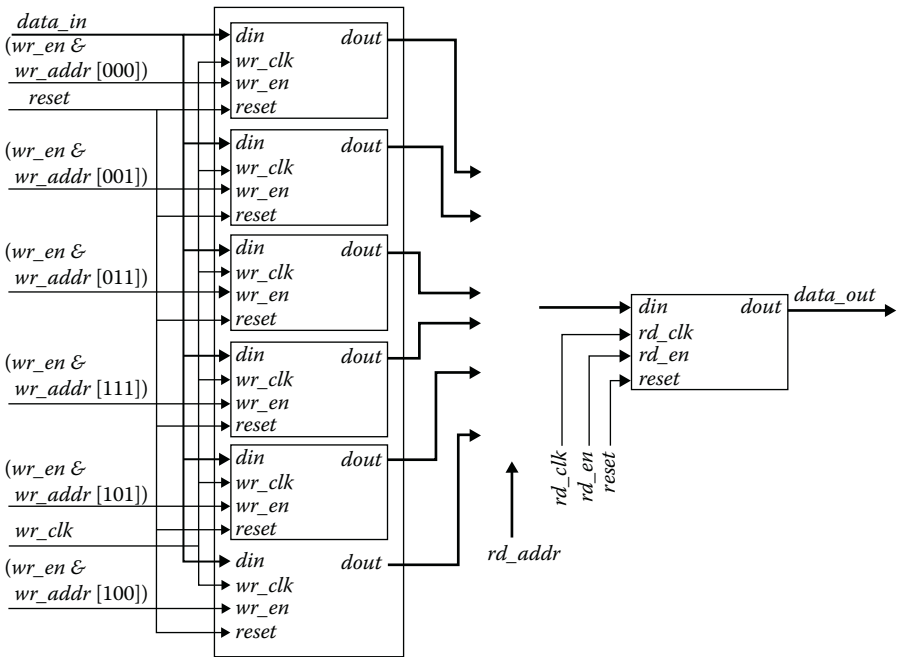 data_in
(wr_en &
wr_addr [000])
reset
(wr_en &
wr_addr [001])
(wr_en &
wr_addr [011])
(wr_en &
wr_addr [111])
(wr_en &
wr_addr [101])
wr_clk
(wr_en &
wr_addr [100])
din dout
wr_clk
wr_en
reset
din dout
wr_clk
wr_en
reset
din dout
wr_clk
wr_en
reset
din dout
wr_clk
wr_en
reset
din dout
wr_clk
wr_en
reset
din dout
wr_clk
wr_en
reset
rd_addr
din dout
rd_clk
rd_en
reset
rd_clk
rd_en
reset
data_out